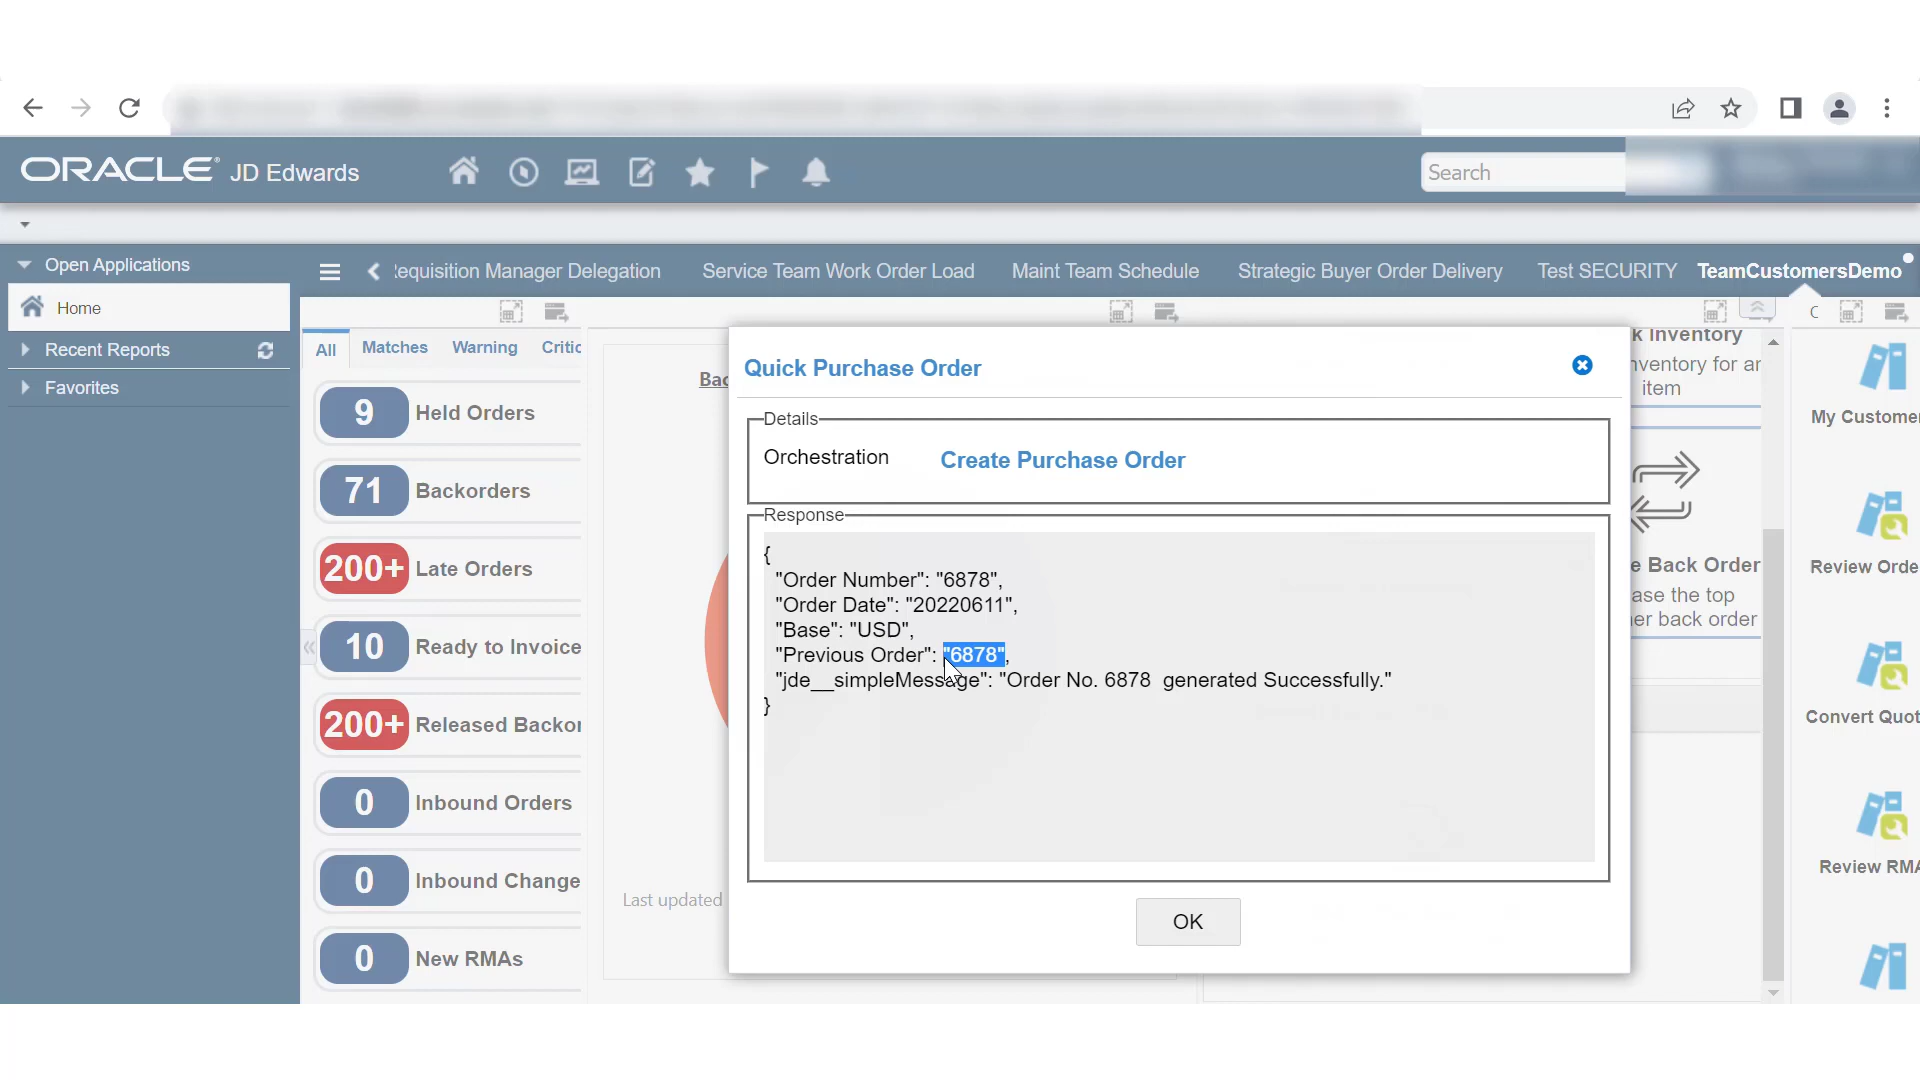 ORACLE® JD Edwards
Search
Open Applications
Home
Recent Reports
Favorites
Requisition Manager Delegation
Service Team Work Order Load
Maint Team Schedule
Strategic Buyer Order Delivery
Test SECURITY
TeamCustomersDemo
C
All
Matches
Warning
Critic
9 Held Orders
71 Backorders
200+ Late Orders
10 Ready to Invoice
200+ Released Backor
0 Inbound Orders
0 Inbound Change
0 New RMAs
Bac
Last updated
Quick Purchase Order
Details
Orchestration
Create Purchase Order
Response
{
"Order Number": "6878",
"Order Date": "20220611",
"Base": "USD",
"Previous Order": "6878",
"jde__simpleMessage": "Order No. 6878 generated Successfully."
}
OK
k Inventory
nventory for an
item
e Back Order
ase the top
er back order
My Custome
Review Orde
Convert Quot
Review RMA